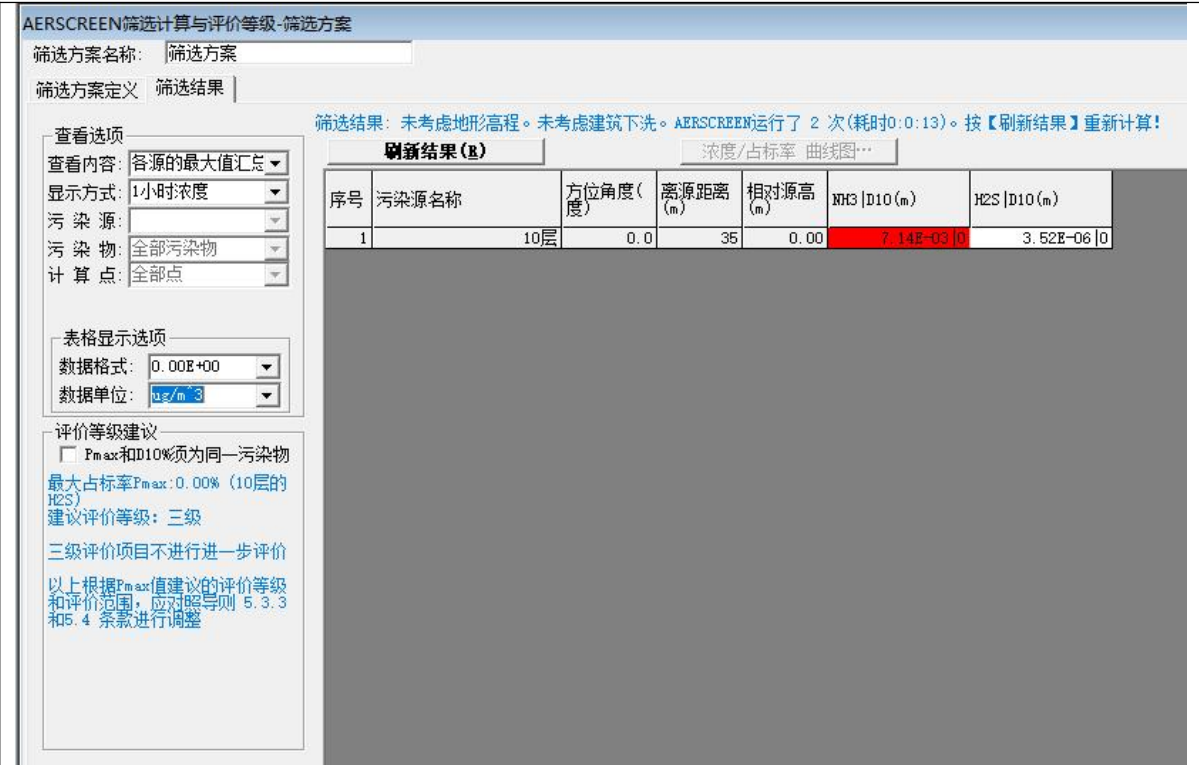 AERSCREEN筛选计算与评价等级-筛选方案
筛选方案名称: 筛选方案
筛选方案定义 筛选结果
筛选结果: 未考虑地形高程。未考虑建筑下洗。AERSCREEN运行了 2 次(耗时0:0:13)。按【刷新结果】重新计算!
查看选项
查看内容: 各源的最大值汇总
显示方式: 1小时浓度
污 染 源:
污 染 物: 全部污染物
计 算 点: 全部点
刷新结果(R) 浓度/占标率 曲线图…
序号 污染源名称 方位角度(度) 离源距离(m) 相对源高(m) NH3|D10(m) H2S|D10(m)
1 10层 0.0 35 0.00 7.14E-03|0 3.52E-06|0
表格显示选项
数据格式: 0.00E+00
数据单位: ug/m^3
评价等级建议
Pmax和D10%须为同一污染物
最大占标率Pmax:0.00% (10层的
H2S)
建议评价等级: 三级
三级评价项目不进行进一步评价
以上根据Pmax值建议的评价等级
和评价范围,应对照导则 5.3.3
和5.4 条款进行调整